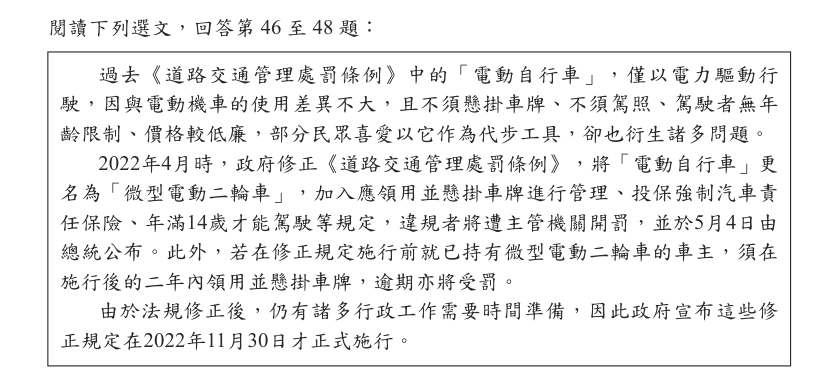 閱讀下列選文，回答第 46 至 48 題：
過去《道路交通管理處罰條例》中的「電動自行車」，僅以電力驅動行
駛，因與電動機車的使用差異不大，且不須懸掛車牌、不須駕照、駕駛者無年
齡限制、價格較低廉，部分民眾喜愛以它作為代步工具，卻也衍生諸多問題。
2022年4月時，政府修正《道路交通管理處罰條例》，將「電動自行車」更
名為「微型電動二輪車」，加入應領用並懸掛車牌進行管理、投保強制汽車責
任保險、年滿14歲才能駕駛等規定，違規者將遭主管機關開罰，並於5月4日由
總統公布。此外，若在修正規定施行前就已持有微型電動二輪車的車主，須在
施行後的二年內領用並懸掛車牌，逾期亦將受罰。
由於法規修正後，仍有諸多行政工作需要時間準備，因此政府宣布這些修
正規定在2022年11月30日才正式施行。